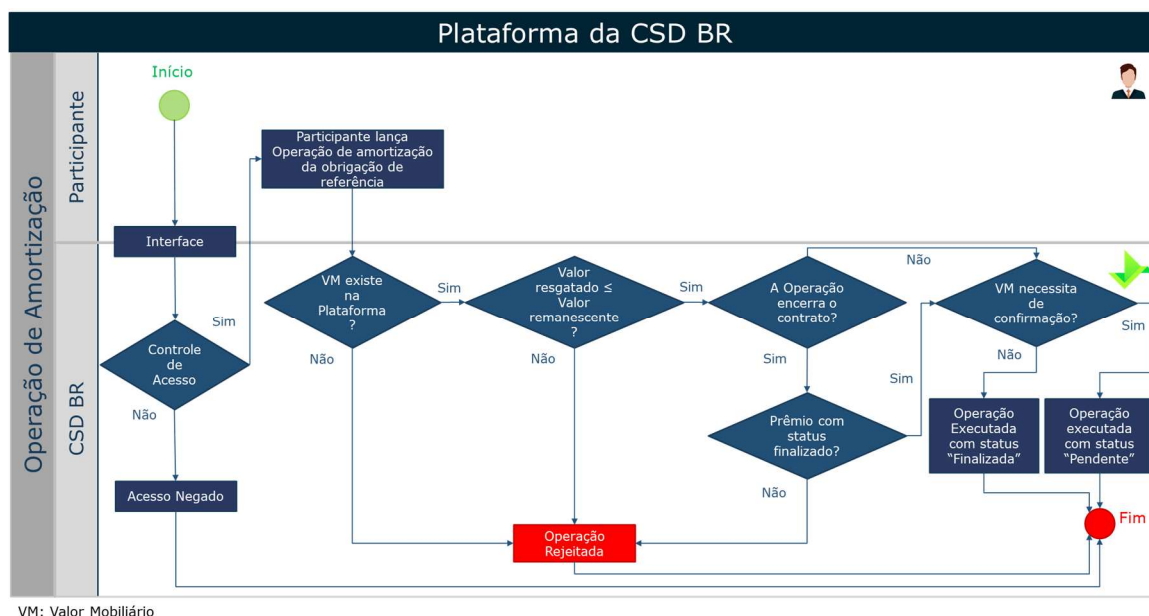 Plataforma da CSD BR
Operação de Amortização
Participante
CSD BR
Início
Participante lança
Operação de amortização
da obrigação de
referência
Interface
Sim
Controle
de
Acesso
Não
Acesso Negado
VM existe
na
Plataforma
?
Sim
Não
Valor
resgatado ≤
Valor
remanescente
?
Sim
Não
A Operação
encerra o
contrato?
Não
Sim
Prêmio com
status
finalizado?
Sim
Não
VM necessita
de
confirmação?
Sim
Não
Operação
Executada
com status
“Finalizada”
Operação
executada
com status
“Pendente”
Operação
Rejeitada
Fim
VM: Valor Mobiliário